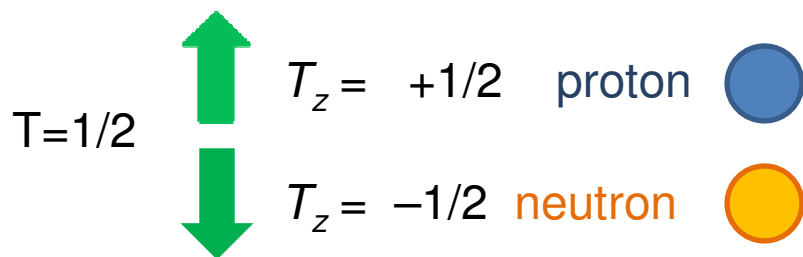 T_z = +1/2 proton
T=1/2
T_z = –1/2 neutron